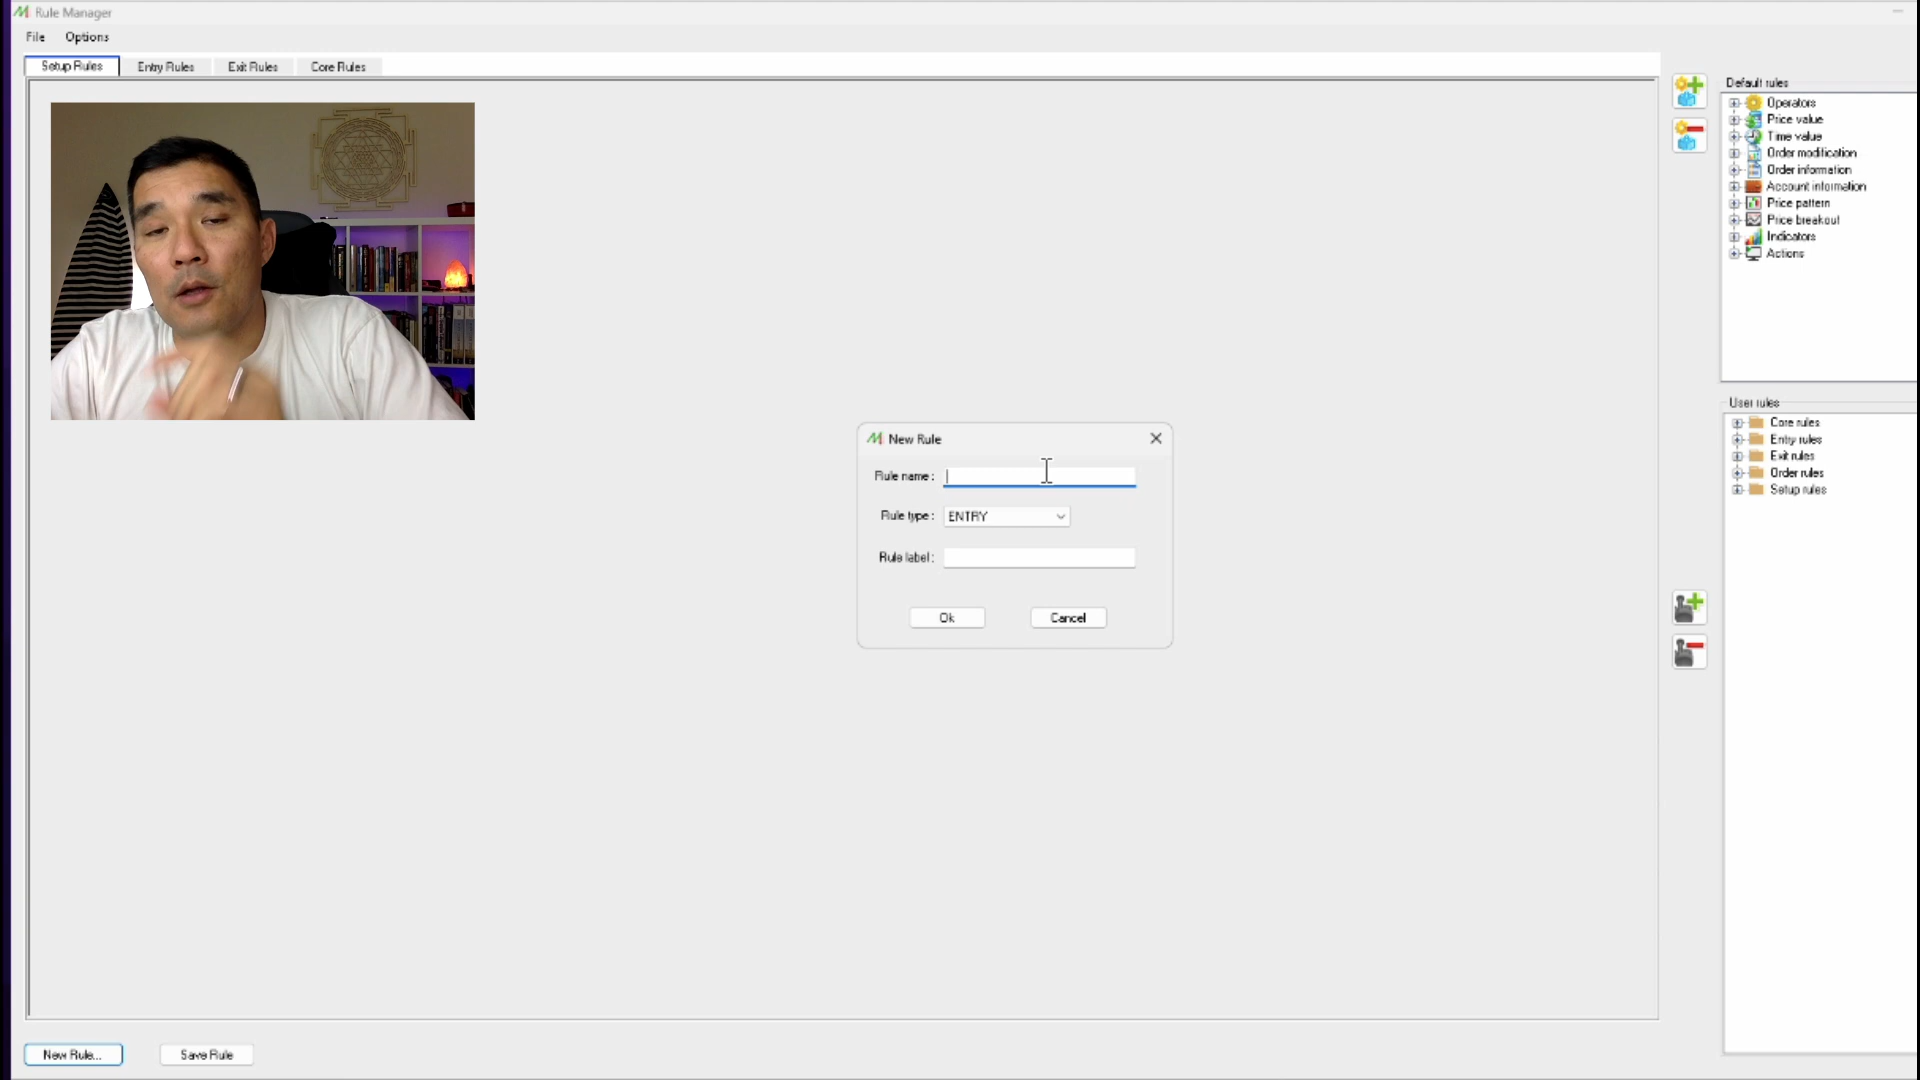 Rule Manager
File Options
Setup Rules Entry Rules Exit Rules Core Rules
Default rules
Operators
Price value
Time value
Order modification
Order information
Account information
Price pattern
Price breakout
Indicators
Actions
User rules
Core rules
Entry rules
Exit rules
Order rules
Setup rules
New Rule
Rule name :
Rule type : ENTRY
Rule label :
Ok Cancel
New Rule... Save Rule